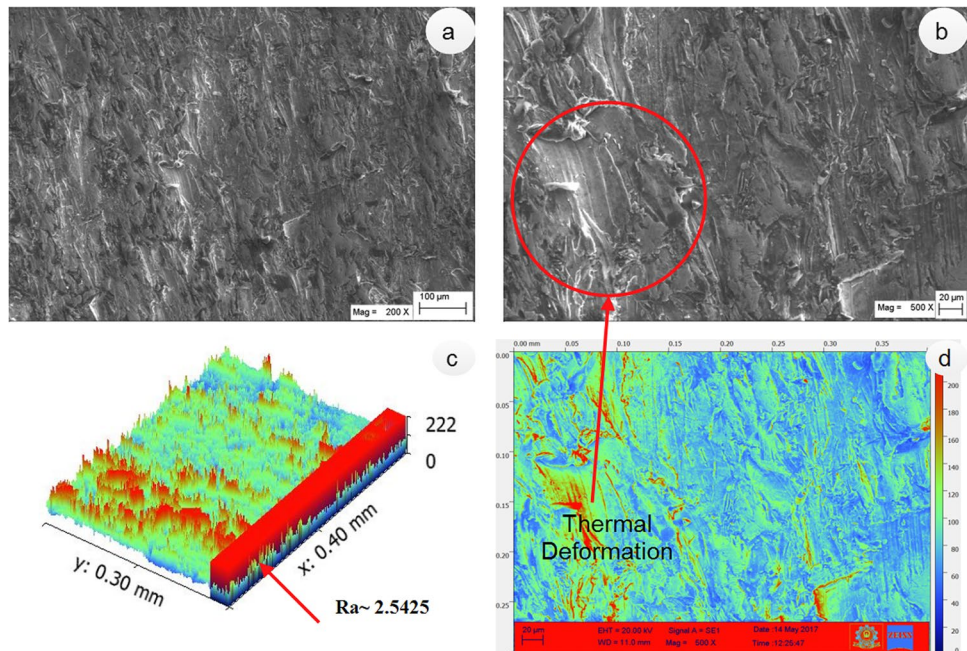 a
100 µm
Mag = 200 X
b
20 µm
Mag = 500 X
c
222
0
x: 0.40 mm
y: 0.30 mm
Ra~ 2.5425
d
0.00 mm 0.05 0.10 0.15 0.20 0.25 0.30 0.35
0.00
0.05
0.10
0.15
0.20
0.25
200
180
160
140
120
100
80
60
40
20
0
Thermal
Deformation
20 µm
EHT = 20.00 kV Signal A = SE1 Date :14 May 2017
WD = 11.0 mm Mag = 500 X Time :12:25:47
ZEISS